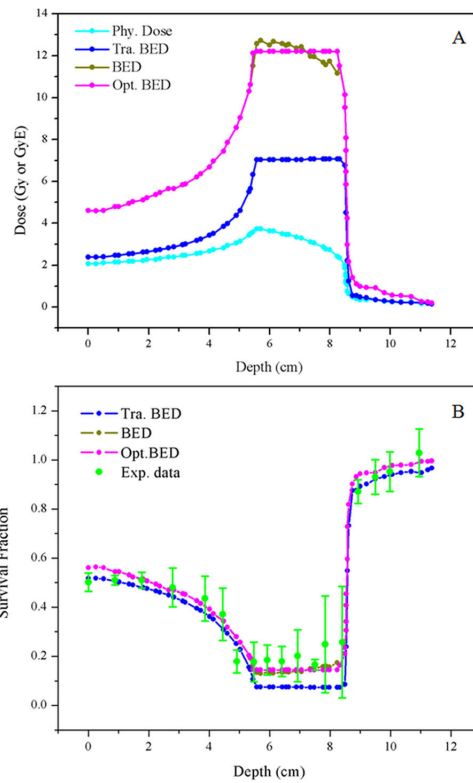 14
12
10
8
6
4
2
0
Dose (Gy or GyE)
Phy. Dose
Tra. BED
BED
Opt. BED
A
0 2 4 6 8 10 12
Depth (cm)
1.2
1.0
0.8
0.6
0.4
0.2
0.0
Survival Fraction
Tra. BED
BED
Opt.BED
Exp. data
B
0 2 4 6 8 10 12
Depth (cm)